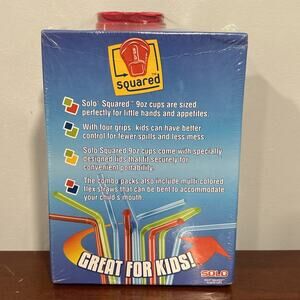 squared
Solo® Squared™ 9oz cups are sized
perfectly for little hands and appetites.
With four grips, kids can have better
control for fewer spills and less mess.
Solo Squared 9oz cups come with specially
designed lids that fit securely for
convenient portability.
The combo packs also include multi-colored
flex straws that can be bent to accommodate
your child's mouth.
GREAT FOR KIDS!
SOLO